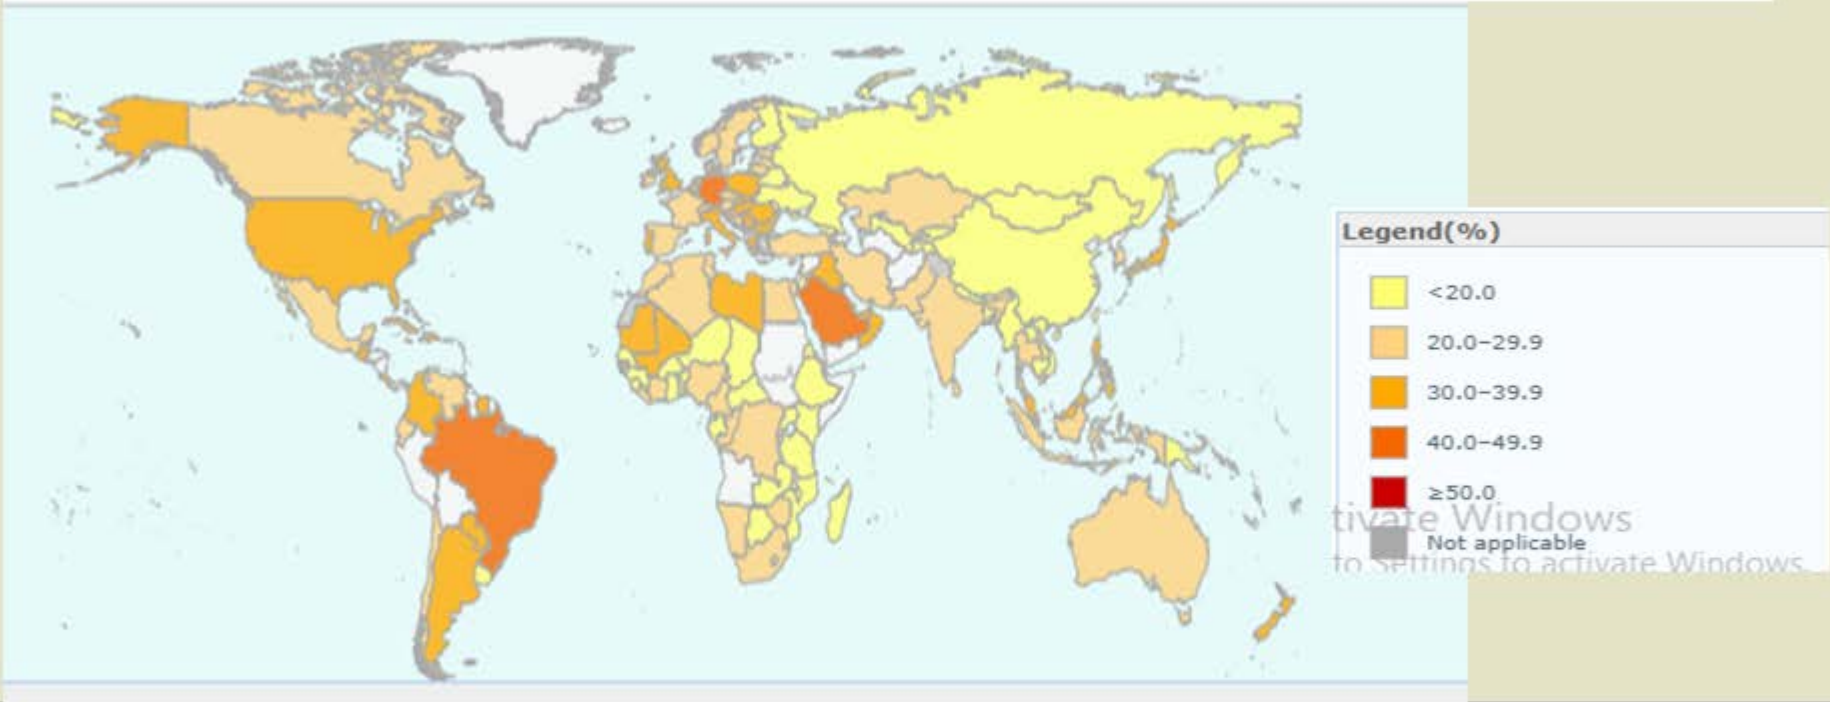 Legend(%)
<20.0
20.0–29.9
30.0–39.9
40.0–49.9
≥50.0
tivate Windows
Not applicable
to Settings to activate Windows.